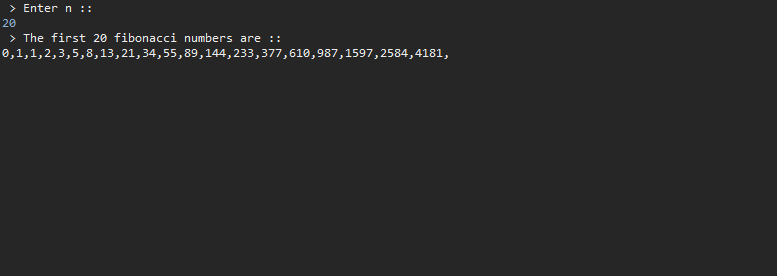 > Enter n ::
20
> The first 20 fibonacci numbers are ::
0,1,1,2,3,5,8,13,21,34,55,89,144,233,377,610,987,1597,2584,4181,